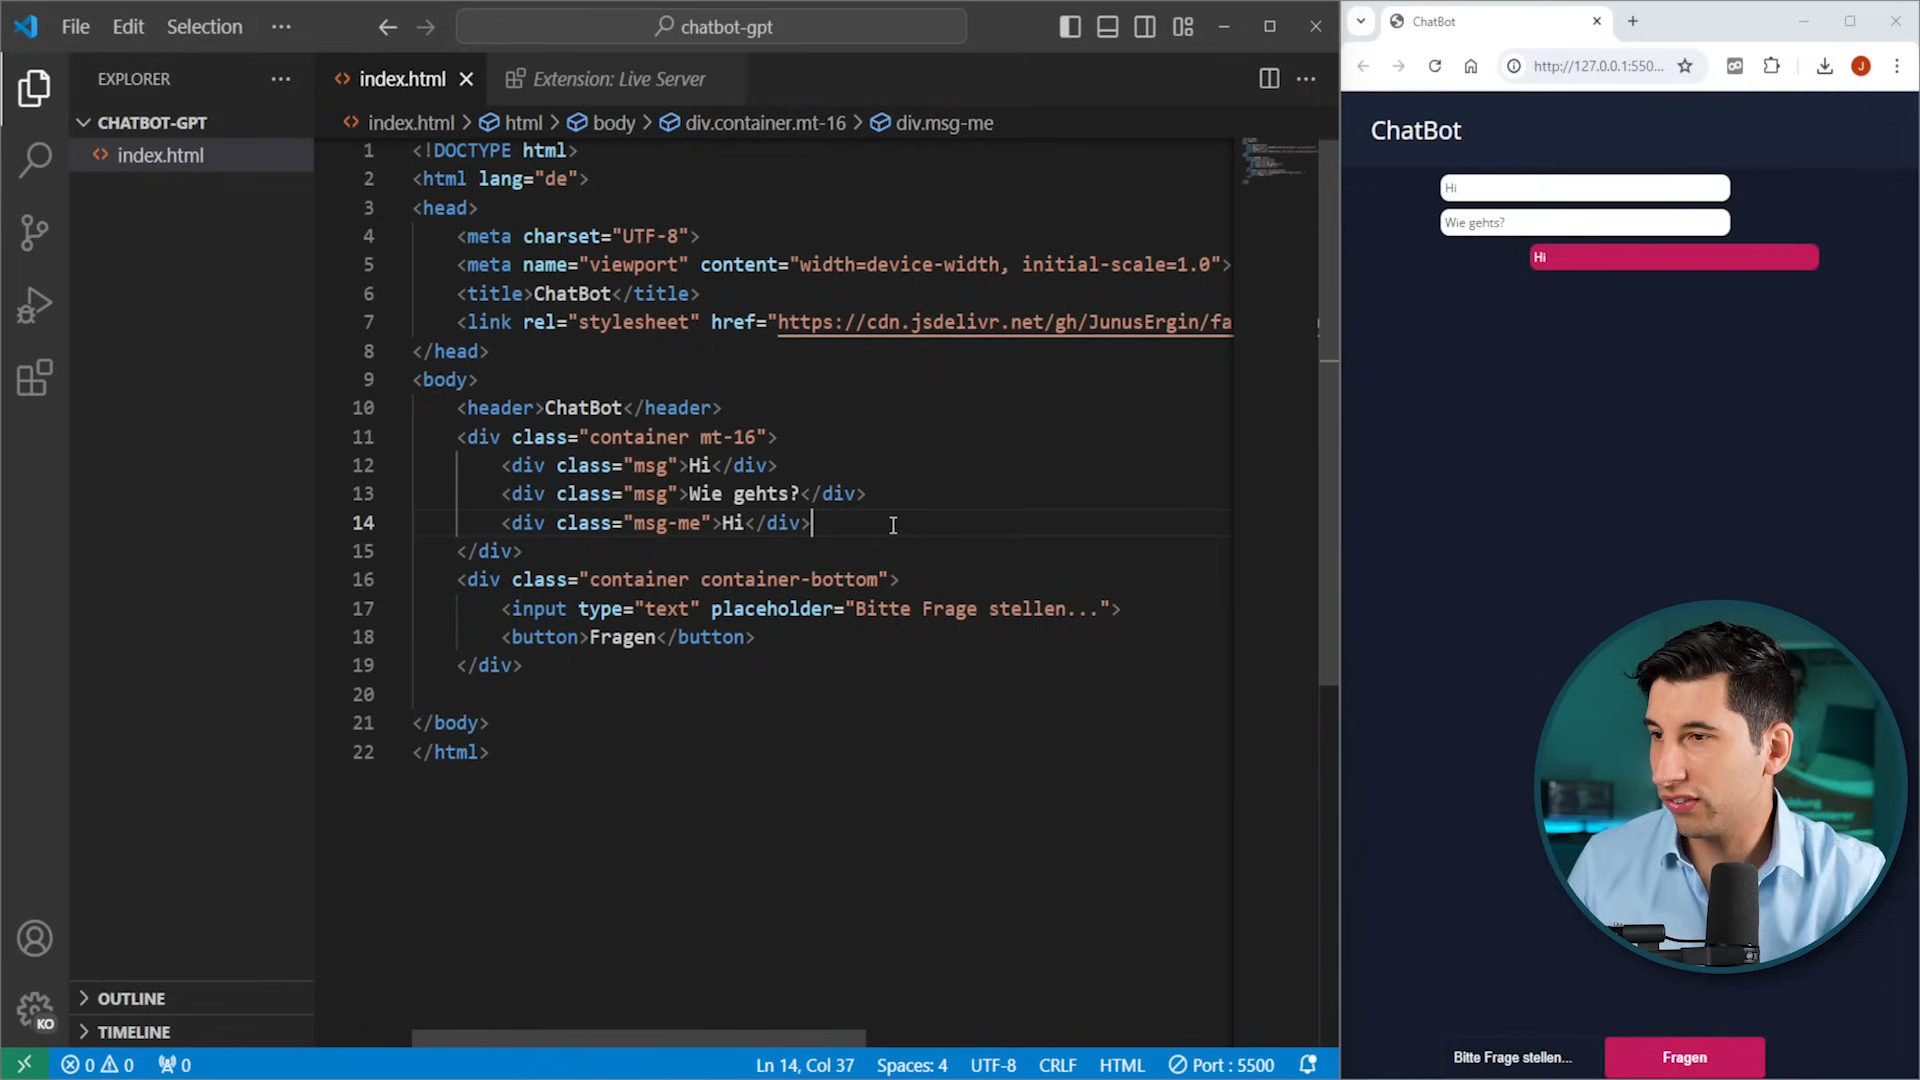 File Edit Selection ··· chatbot-gpt
EXPLORER ···
CHATBOT-GPT
index.html
OUTLINE
TIMELINE
KO
index.html Extension: Live Server ···
index.html > html > body > div.container.mt-16 > div.msg-me
1 <!DOCTYPE html>
2 <html lang="de">
3 <head>
4 <meta charset="UTF-8">
5 <meta name="viewport" content="width=device-width, initial-scale=1.0">
6 <title>ChatBot</title>
7 <link rel="stylesheet" href="https://cdn.jsdelivr.net/gh/JunusErgin/fa
8 </head>
9 <body>
10 <header>ChatBot</header>
11 <div class="container mt-16">
12 <div class="msg">Hi</div>
13 <div class="msg">Wie gehts?</div>
14 <div class="msg-me">Hi</div>
15 </div>
16 <div class="container container-bottom">
17 <input type="text" placeholder="Bitte Frage stellen...">
18 <button>Fragen</button>
19 </div>
20
21 </body>
22 </html>
0 0 0 Ln 14, Col 37 Spaces: 4 UTF-8 CRLF HTML Port : 5500
ChatBot
http://127.0.0.1:550... J
ChatBot
Hi
Wie gehts?
Hi
Bitte Frage stellen... Fragen